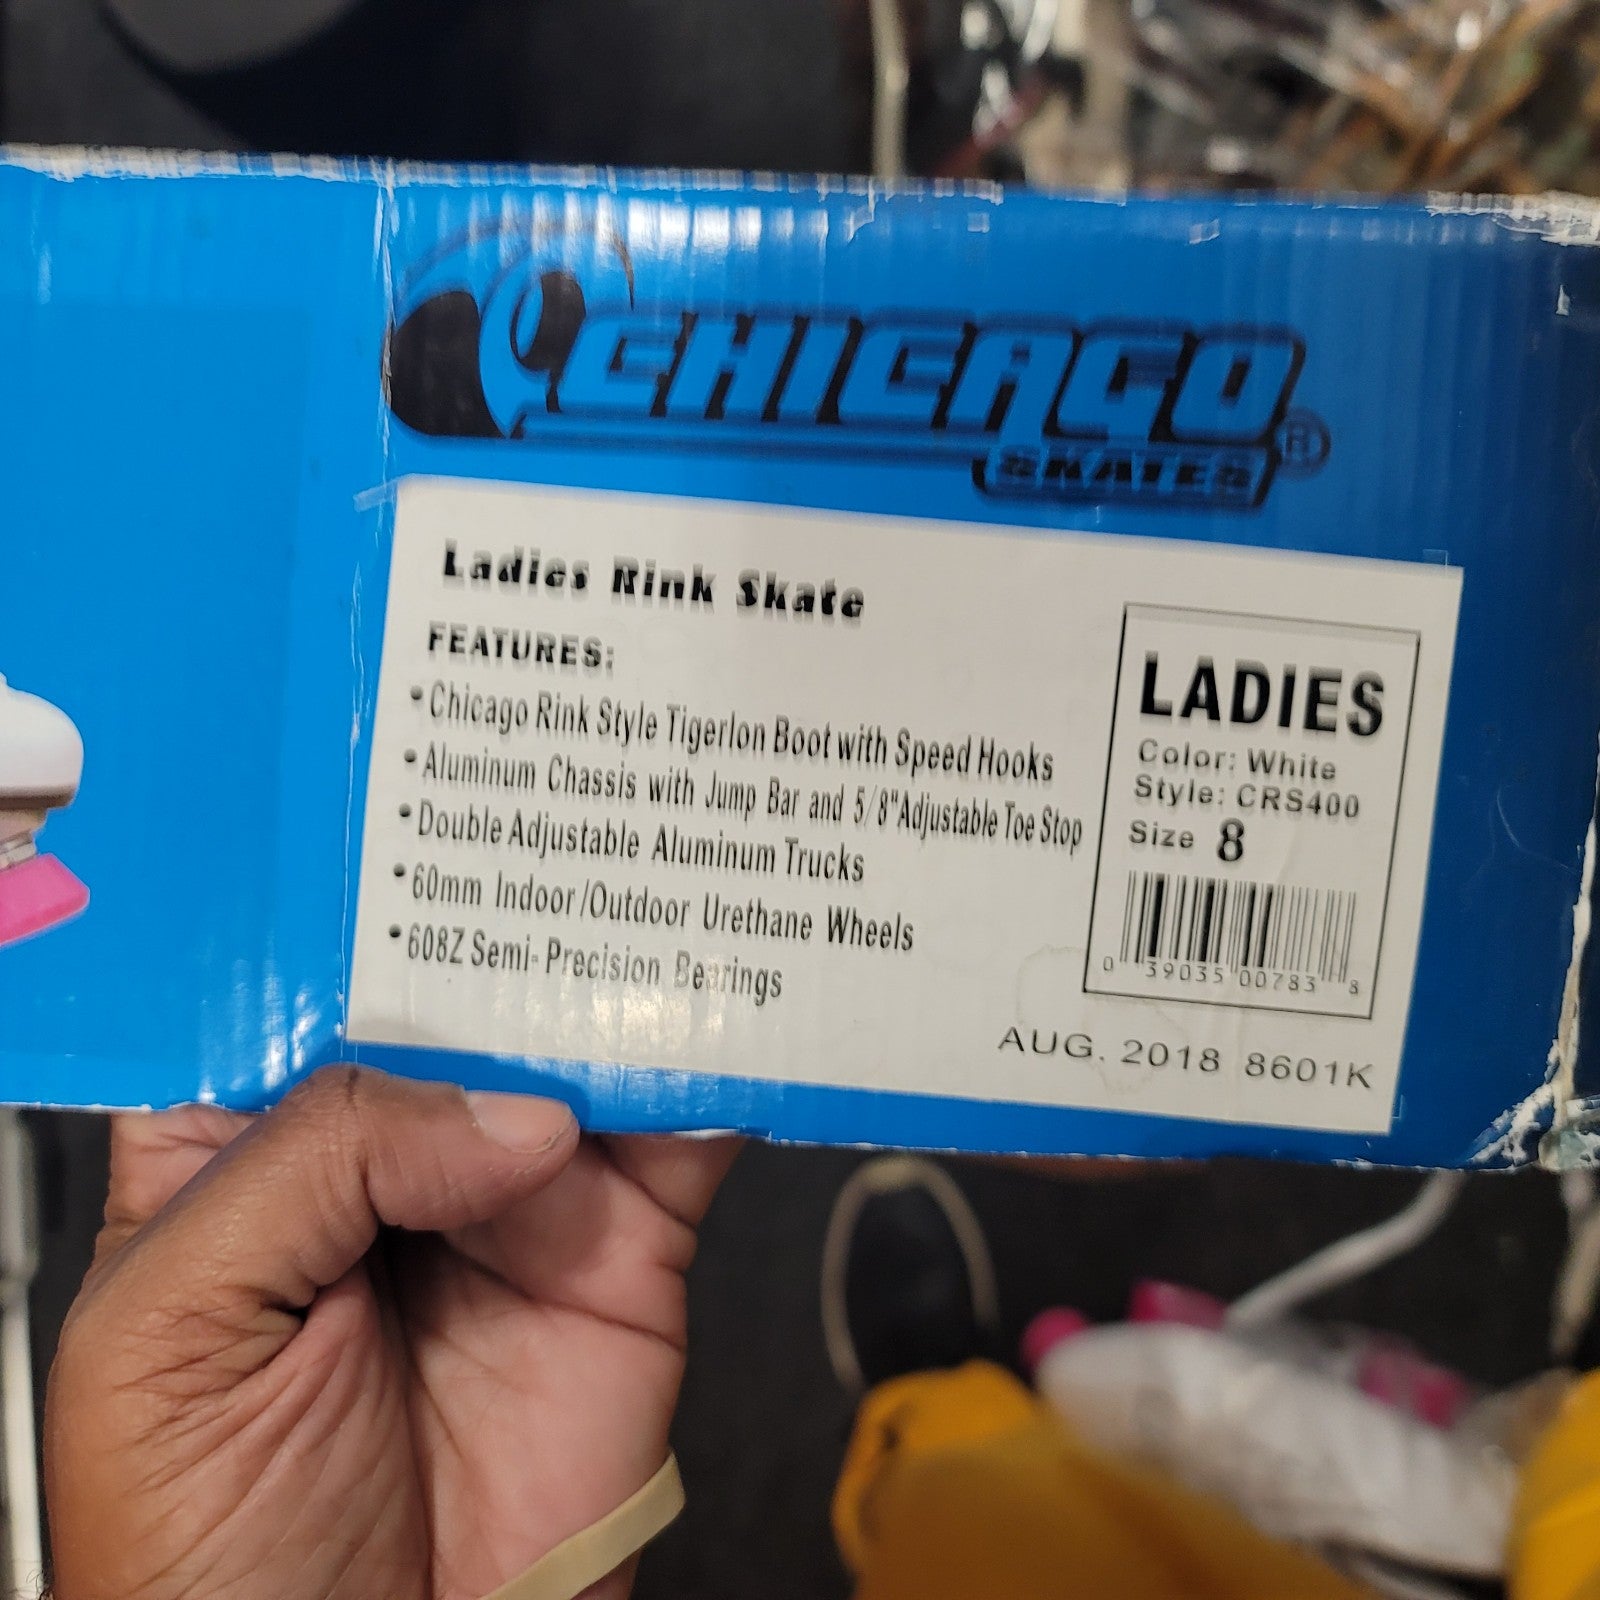 CHICAGO®
SKATES
Ladies Rink Skate
FEATURES:
•Chicago Rink Style Tigerlon Boot with Speed Hooks
•Aluminum Chassis with Jump Bar and 5/8"Adjustable Toe Stop
•Double Adjustable Aluminum Trucks
•60mm Indoor/Outdoor Urethane Wheels
•608Z Semi-Precision Bearings
LADIES
Color: White
Style: CRS400
Size 8
0 39035 00783 8
AUG. 2018 8601K